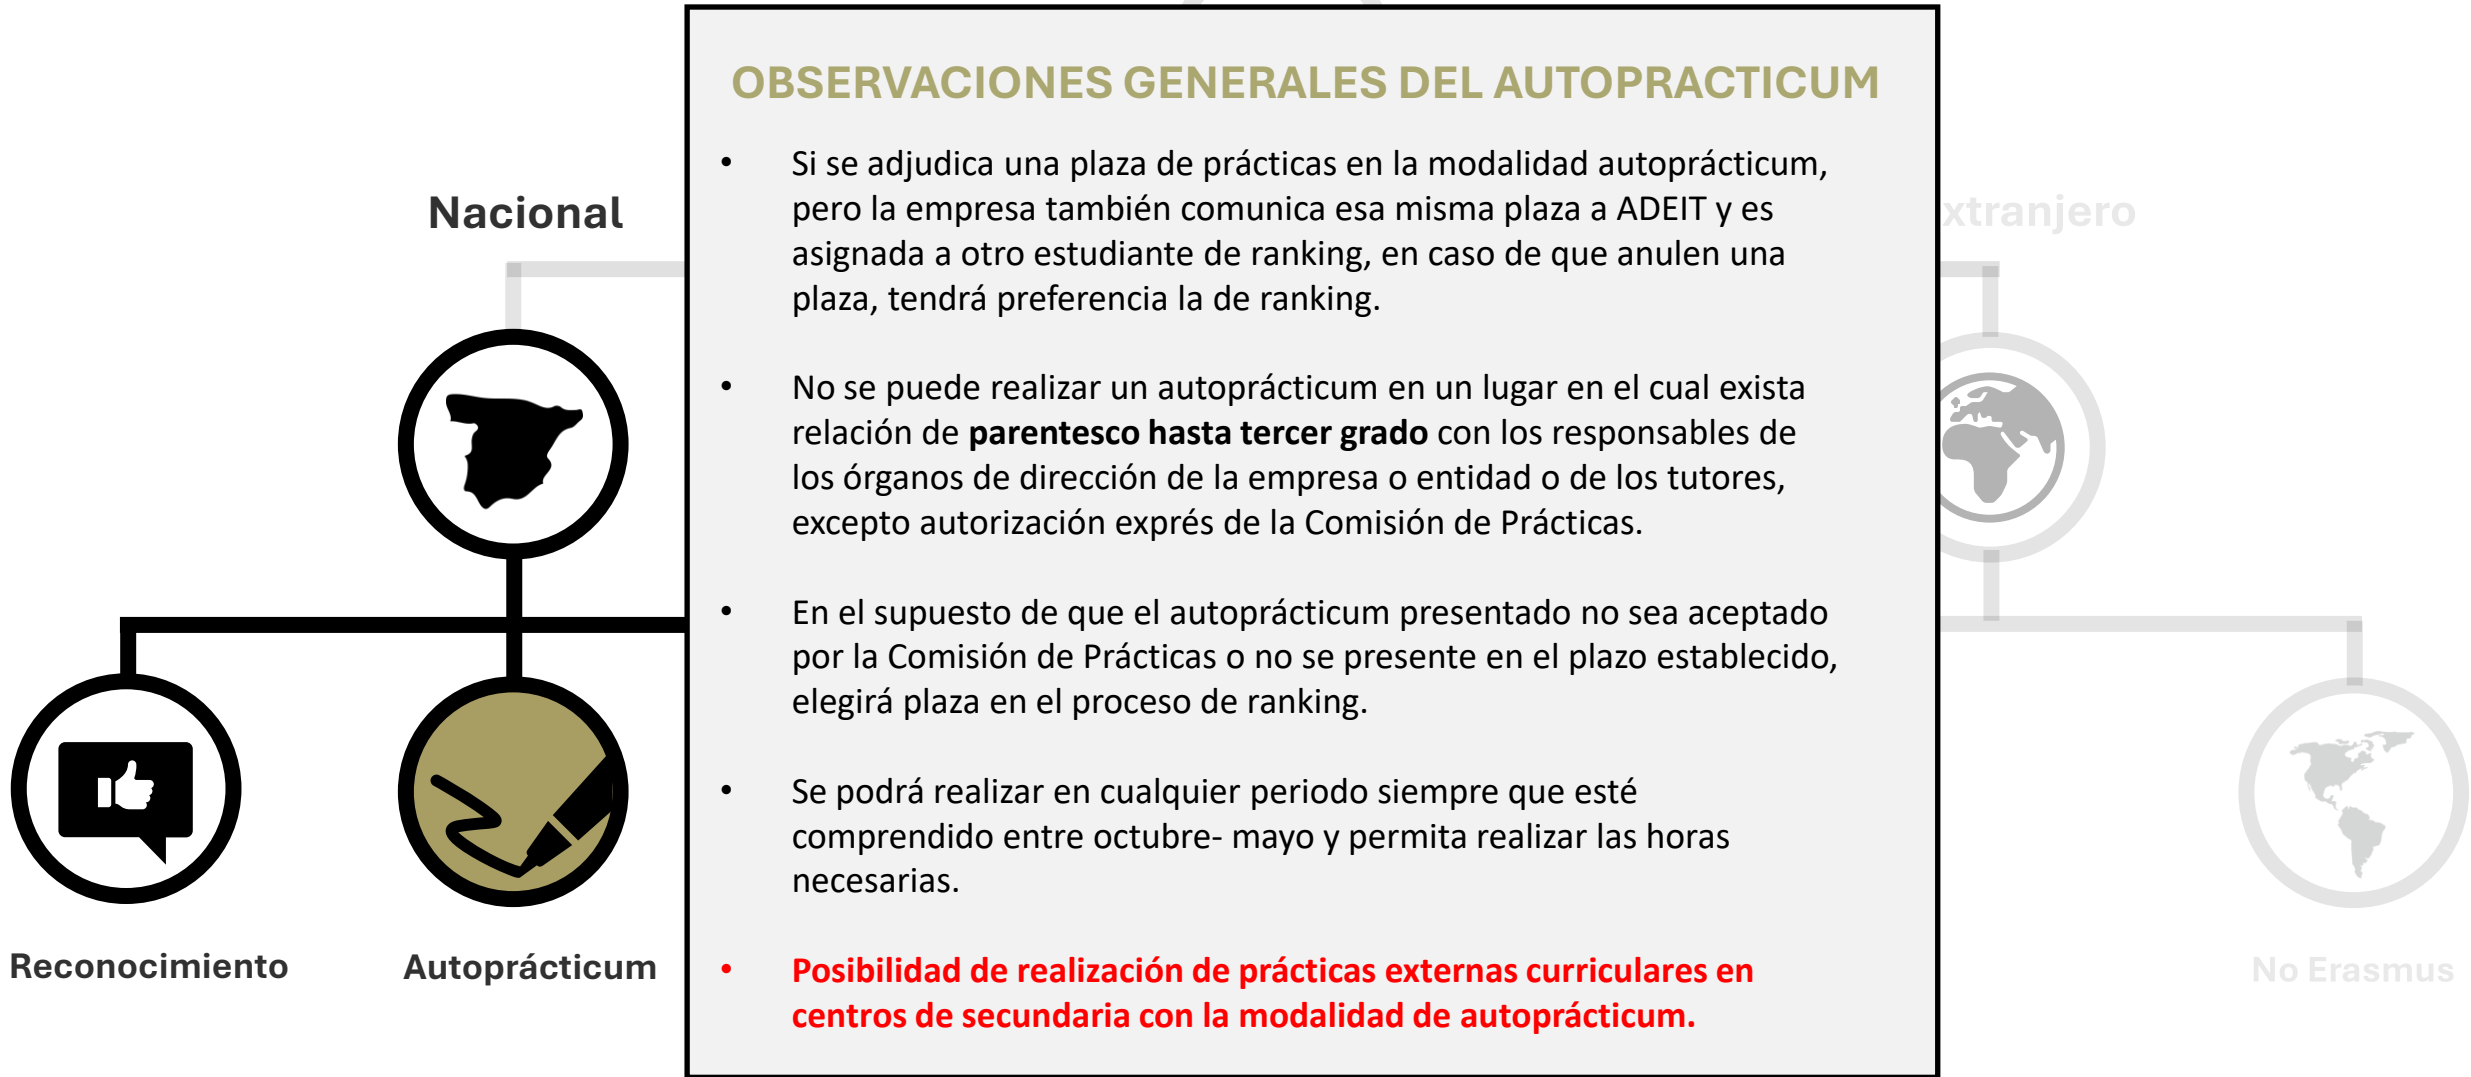 OBSERVACIONES GENERALES DEL AUTOPRACTICUM
• Si se adjudica una plaza de prácticas en la modalidad autoprácticum,
pero la empresa también comunica esa misma plaza a ADEIT y es
asignada a otro estudiante de ranking, en caso de que anulen una
plaza, tendrá preferencia la de ranking.
• No se puede realizar un autoprácticum en un lugar en el cual exista
relación de parentesco hasta tercer grado con los responsables de
los órganos de dirección de la empresa o entidad o de los tutores,
excepto autorización exprés de la Comisión de Prácticas.
• En el supuesto de que el autoprácticum presentado no sea aceptado
por la Comisión de Prácticas o no se presente en el plazo establecido,
elegirá plaza en el proceso de ranking.
• Se podrá realizar en cualquier periodo siempre que esté
comprendido entre octubre- mayo y permita realizar las horas
necesarias.
• Posibilidad de realización de prácticas externas curriculares en
centros de secundaria con la modalidad de autoprácticum.
Nacional
xtranjero
Reconocimiento
Autoprácticum
No Erasmus